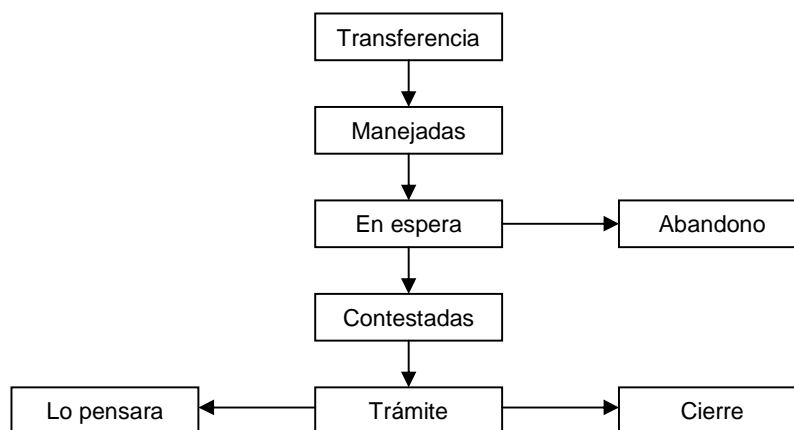 Transferencia
Manejadas
En espera
Abandono
Contestadas
Lo pensara
Trámite
Cierre